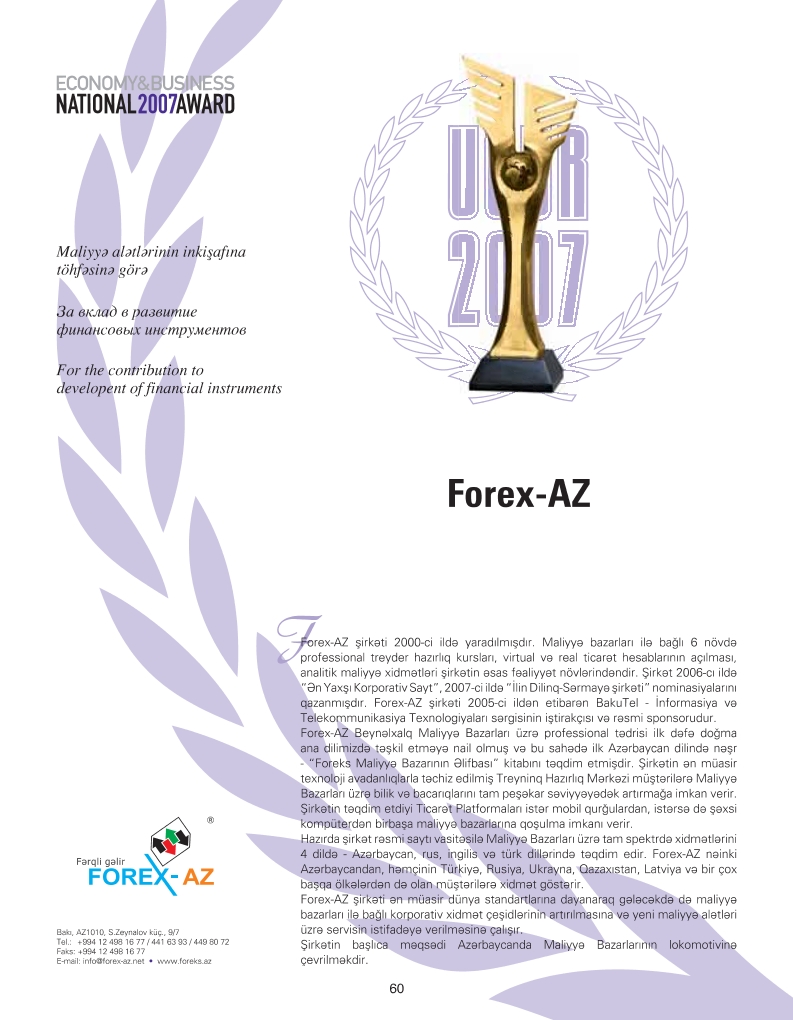 ECONOMY&BUSINESS
NATIONAL2007AWARD
UĞUR
2007
Maliyyə alətlərinin inkişafına
töhfəsinə görə
За вклад в развитие
финансовых инструментов
For the contribution to
developent of financial instruments
Forex-AZ
Forex-AZ şirkəti 2000-ci ildə yaradılmışdır. Maliyyə bazarları ilə bağlı 6 növdə
professional treyder hazırlıq kursları, virtual və real ticarət hesablarının açılması,
analitik maliyyə xidmətləri şirkətin əsas fəaliyyət növlərindəndir. Şirkət 2006-cı ildə
“Ən Yaxşı Korporativ Sayt”, 2007-ci ildə “İlin Dilinq-Sərmayə şirkəti” nominasiyalarını
qazanmışdır. Forex-AZ şirkəti 2005-ci ildən etibarən BakuTel - İnformasiya və
Telekommunikasiya Texnologiyaları sərgisinin iştirakçısı və rəsmi sponsorudur.
Forex-AZ Beynəlxalq Maliyyə Bazarları üzrə professional tədrisi ilk dəfə doğma
ana dilimizdə təşkil etməyə nail olmuş və bu sahədə ilk Azərbaycan dilində nəşr
- “Foreks Maliyyə Bazarının Əlifbası” kitabını təqdim etmişdir. Şirkətin ən müasir
texnoloji avadanlıqlarla təchiz edilmiş Treyninq Hazırlıq Mərkəzi müştərilərə Maliyyə
Bazarları üzrə bilik və bacarıqlarını tam peşəkar səviyyəyədək artırmağa imkan verir.
Şirkətin təqdim etdiyi Ticarət Platformaları istər mobil qurğulardan, istərsə də şəxsi
kompüterdən birbaşa maliyyə bazarlarına qoşulma imkanı verir.
Hazırda şirkət rəsmi saytı vasitəsilə Maliyyə Bazarları üzrə tam spektrdə xidmətlərini
4 dildə - Azərbaycan, rus, ingilis və türk dillərində təqdim edir. Forex-AZ nəinki
Azərbaycandan, həmçinin Türkiyə, Rusiya, Ukrayna, Qazaxıstan, Latviya və bir çox
başqa ölkələrdən də olan müştərilərə xidmət göstərir.
Forex-AZ şirkəti ən müasir dünya standartlarına dayanaraq gələcəkdə də maliyyə
bazarları ilə bağlı korporativ xidmət çeşidlərinin artırılmasına və yeni maliyyə alətləri
üzrə servisin istifadəyə verilməsinə çalışır.
Şirkətin başlıca məqsədi Azərbaycanda Maliyyə Bazarlarının lokomotivinə
çevrilməkdir.
®
Fərqli gəlir
FOREX-AZ
Bakı, AZ1010, S.Zeynalov küç., 9/7
Tel.: +994 12 498 16 77 / 441 63 93 / 449 80 72
Faks: +994 12 498 16 77
E-mail: info@forex-az.net • www.foreks.az
60